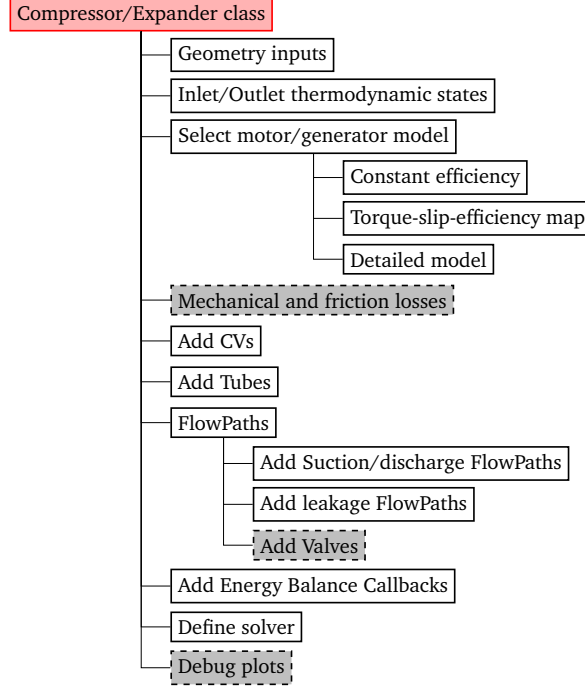 Compressor/Expander class
Geometry inputs
Inlet/Outlet thermodynamic states
Select motor/generator model
Constant efficiency
Torque-slip-efficiency map
Detailed model
Mechanical and friction losses
Add CVs
Add Tubes
FlowPaths
Add Suction/discharge FlowPaths
Add leakage FlowPaths
Add Valves
Add Energy Balance Callbacks
Define solver
Debug plots